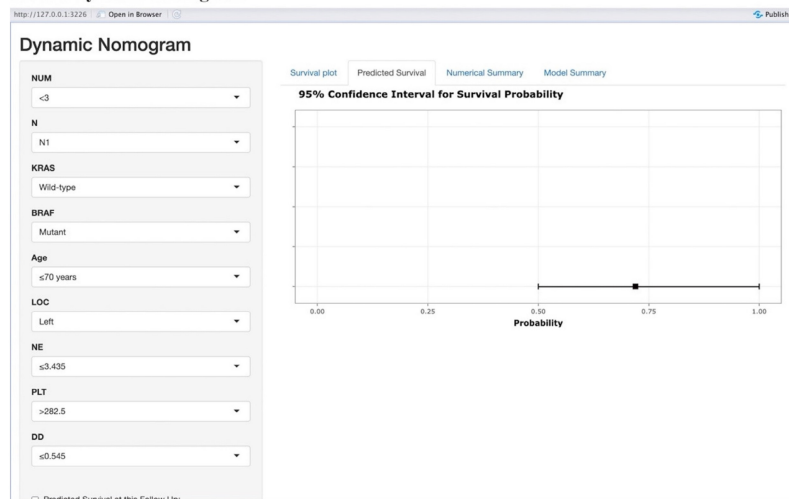 http://127.0.0.1:3226
Open in Browser
Publish
Dynamic Nomogram
NUM
<3
N
N1
KRAS
Wild-type
BRAF
Mutant
Age
≤70 years
LOC
Left
NE
≤3.435
PLT
>282.5
DD
≤0.545
Predicted Survival at this Follow Up:
Survival plot Predicted Survival Numerical Summary Model Summary
95% Confidence Interval for Survival Probability
0.00 0.25 0.50 0.75 1.00
Probability